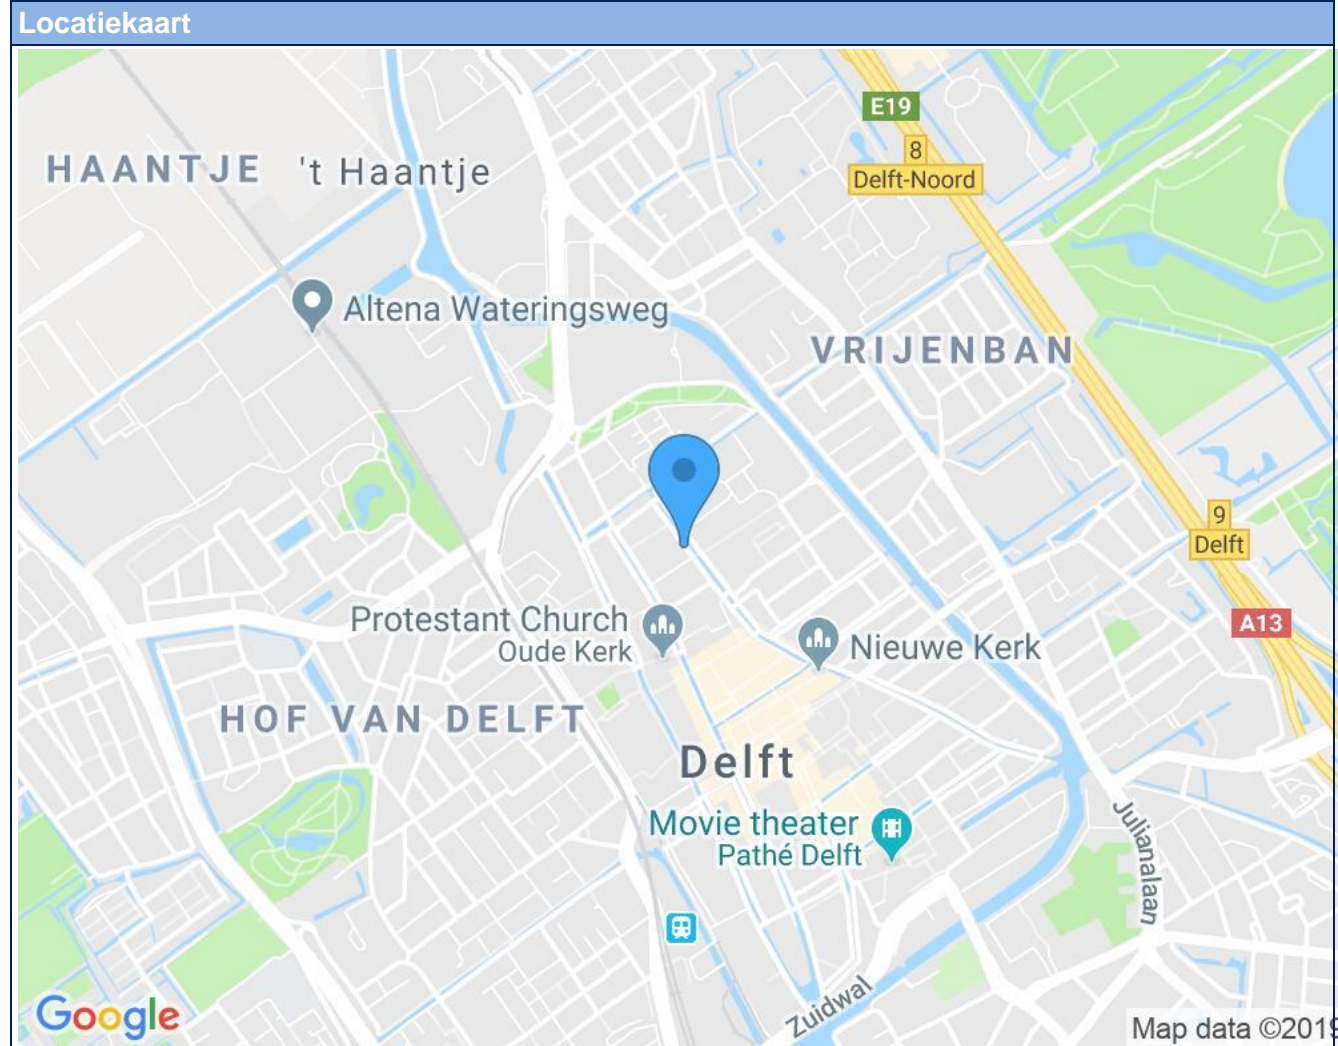 Locatiekaart
E19
8
Delft-Noord
HAANTJE
't Haantje
Altena Wateringsweg
VRIJENBAN
9
Delft
A13
Protestant Church
Oude Kerk
Nieuwe Kerk
HOF VAN DELFT
Delft
Movie theater
Pathé Delft
Julianalaan
Zuidwal
Google
Map data ©2019